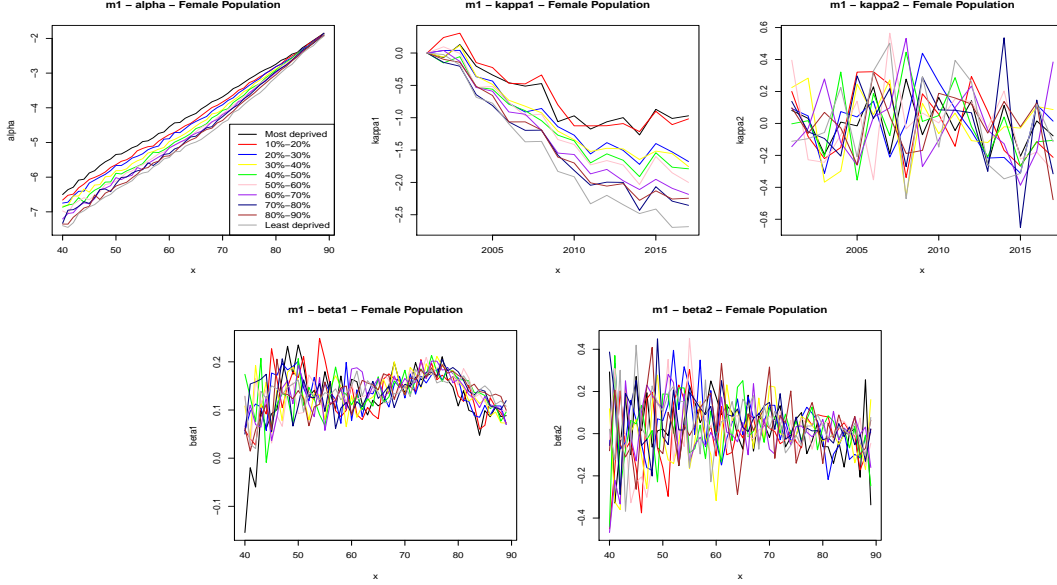 m1 − alpha − Female Population
alpha
−2
−3
−4
−5
−6
−7
40 50 60 70 80 90
x
Most deprived
10%−20%
20%−30%
30%−40%
40%−50%
50%−60%
60%−70%
70%−80%
80%−90%
Least deprived
m1 − kappa1 − Female Population
kappa1
0.0
−0.5
−1.0
−1.5
−2.0
−2.5
2005 2010 2015
x
m1 − kappa2 − Female Population
kappa2
0.6
0.4
0.2
0.0
−0.2
−0.4
−0.6
2005 2010 2015
x
m1 − beta1 − Female Population
beta1
0.2
0.1
0.0
−0.1
40 50 60 70 80 90
x
m1 − beta2 − Female Population
beta2
0.4
0.2
0.0
−0.2
−0.4
40 50 60 70 80 90
x